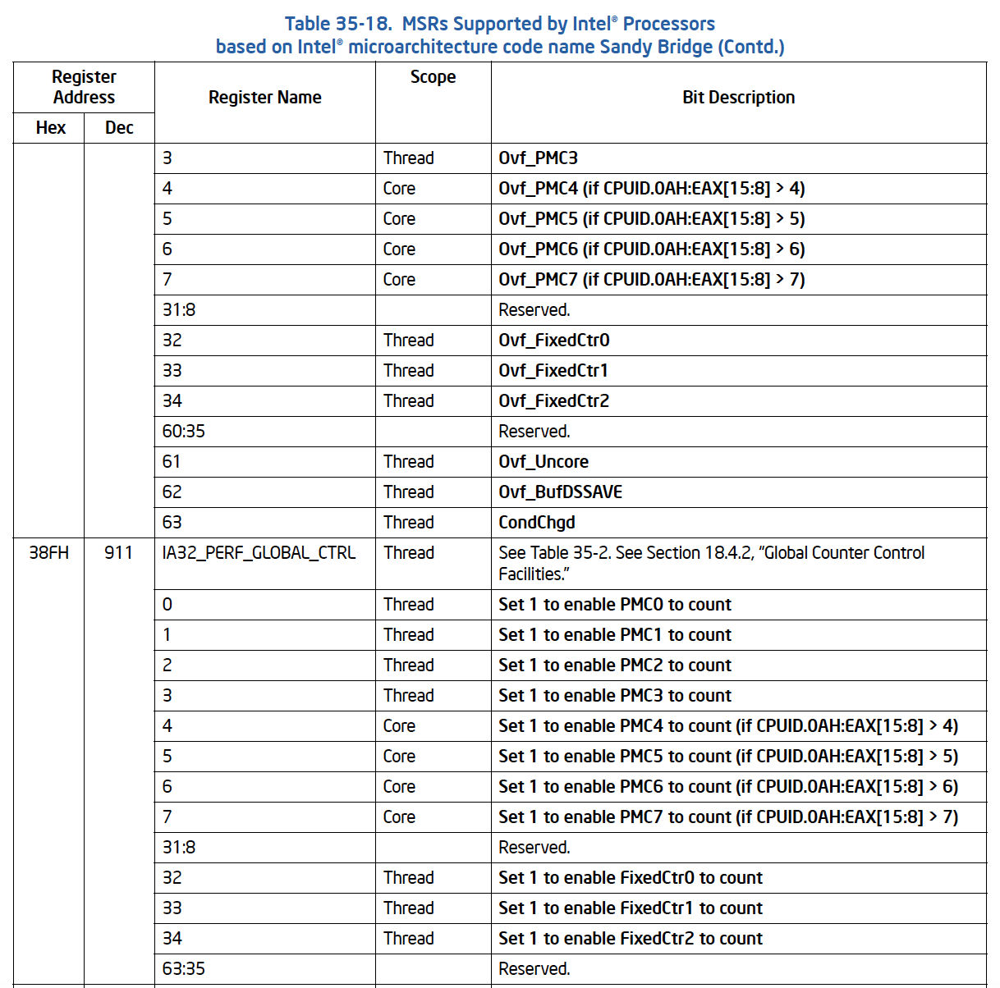 Table 35-18. MSRs Supported by Intel® Processors
based on Intel® microarchitecture code name Sandy Bridge (Contd.)
Register Address Register Name Scope Bit Description
Hex Dec
3 Thread Ovf_PMC3
4 Core Ovf_PMC4 (if CPUID.0AH:EAX[15:8] > 4)
5 Core Ovf_PMC5 (if CPUID.0AH:EAX[15:8] > 5)
6 Core Ovf_PMC6 (if CPUID.0AH:EAX[15:8] > 6)
7 Core Ovf_PMC7 (if CPUID.0AH:EAX[15:8] > 7)
31:8 Reserved.
32 Thread Ovf_FixedCtr0
33 Thread Ovf_FixedCtr1
34 Thread Ovf_FixedCtr2
60:35 Reserved.
61 Thread Ovf_Uncore
62 Thread Ovf_BufDSSAVE
63 Thread CondChgd
38FH 911 IA32_PERF_GLOBAL_CTRL Thread See Table 35-2. See Section 18.4.2, “Global Counter Control
Facilities.”
0 Thread Set 1 to enable PMC0 to count
1 Thread Set 1 to enable PMC1 to count
2 Thread Set 1 to enable PMC2 to count
3 Thread Set 1 to enable PMC3 to count
4 Core Set 1 to enable PMC4 to count (if CPUID.0AH:EAX[15:8] > 4)
5 Core Set 1 to enable PMC5 to count (if CPUID.0AH:EAX[15:8] > 5)
6 Core Set 1 to enable PMC6 to count (if CPUID.0AH:EAX[15:8] > 6)
7 Core Set 1 to enable PMC7 to count (if CPUID.0AH:EAX[15:8] > 7)
31:8 Reserved.
32 Thread Set 1 to enable FixedCtr0 to count
33 Thread Set 1 to enable FixedCtr1 to count
34 Thread Set 1 to enable FixedCtr2 to count
63:35 Reserved.